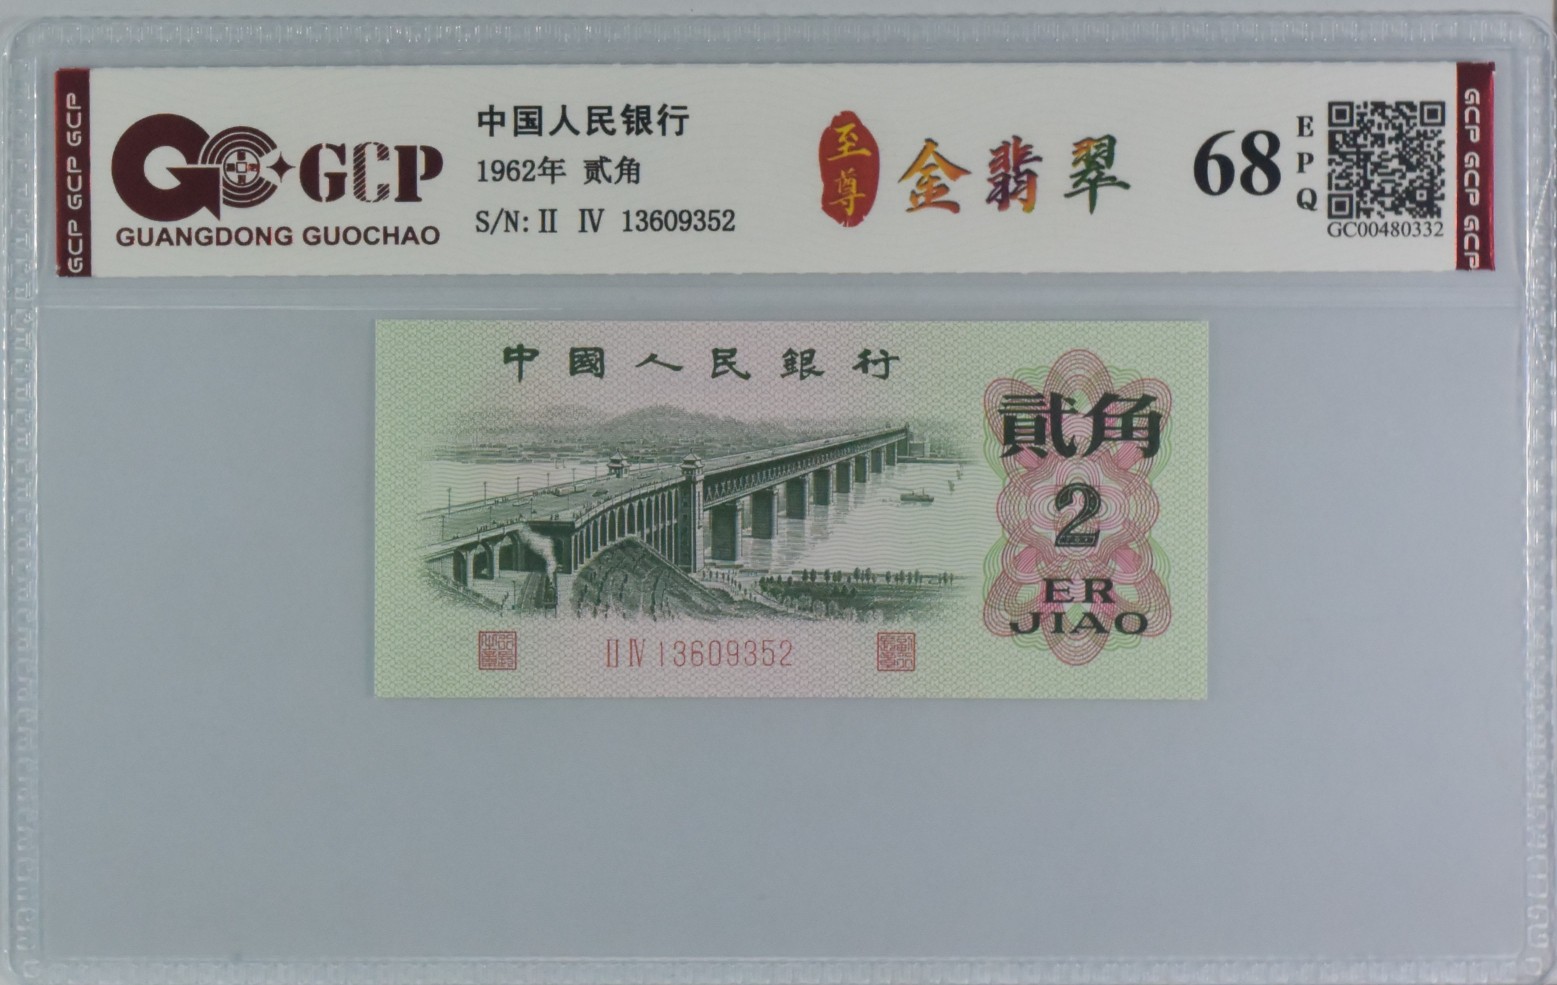 GCP GCP GCP
GCP
GUANGDONG GUOCHAO
中国人民银行
1962年 贰角
S/N: II IV 13609352
至尊
金翡翠
68
EPQ
GC00480332
GCP GCP GCP
中國人民銀行
貳角
2
ER
JIAO
II IV 13609352